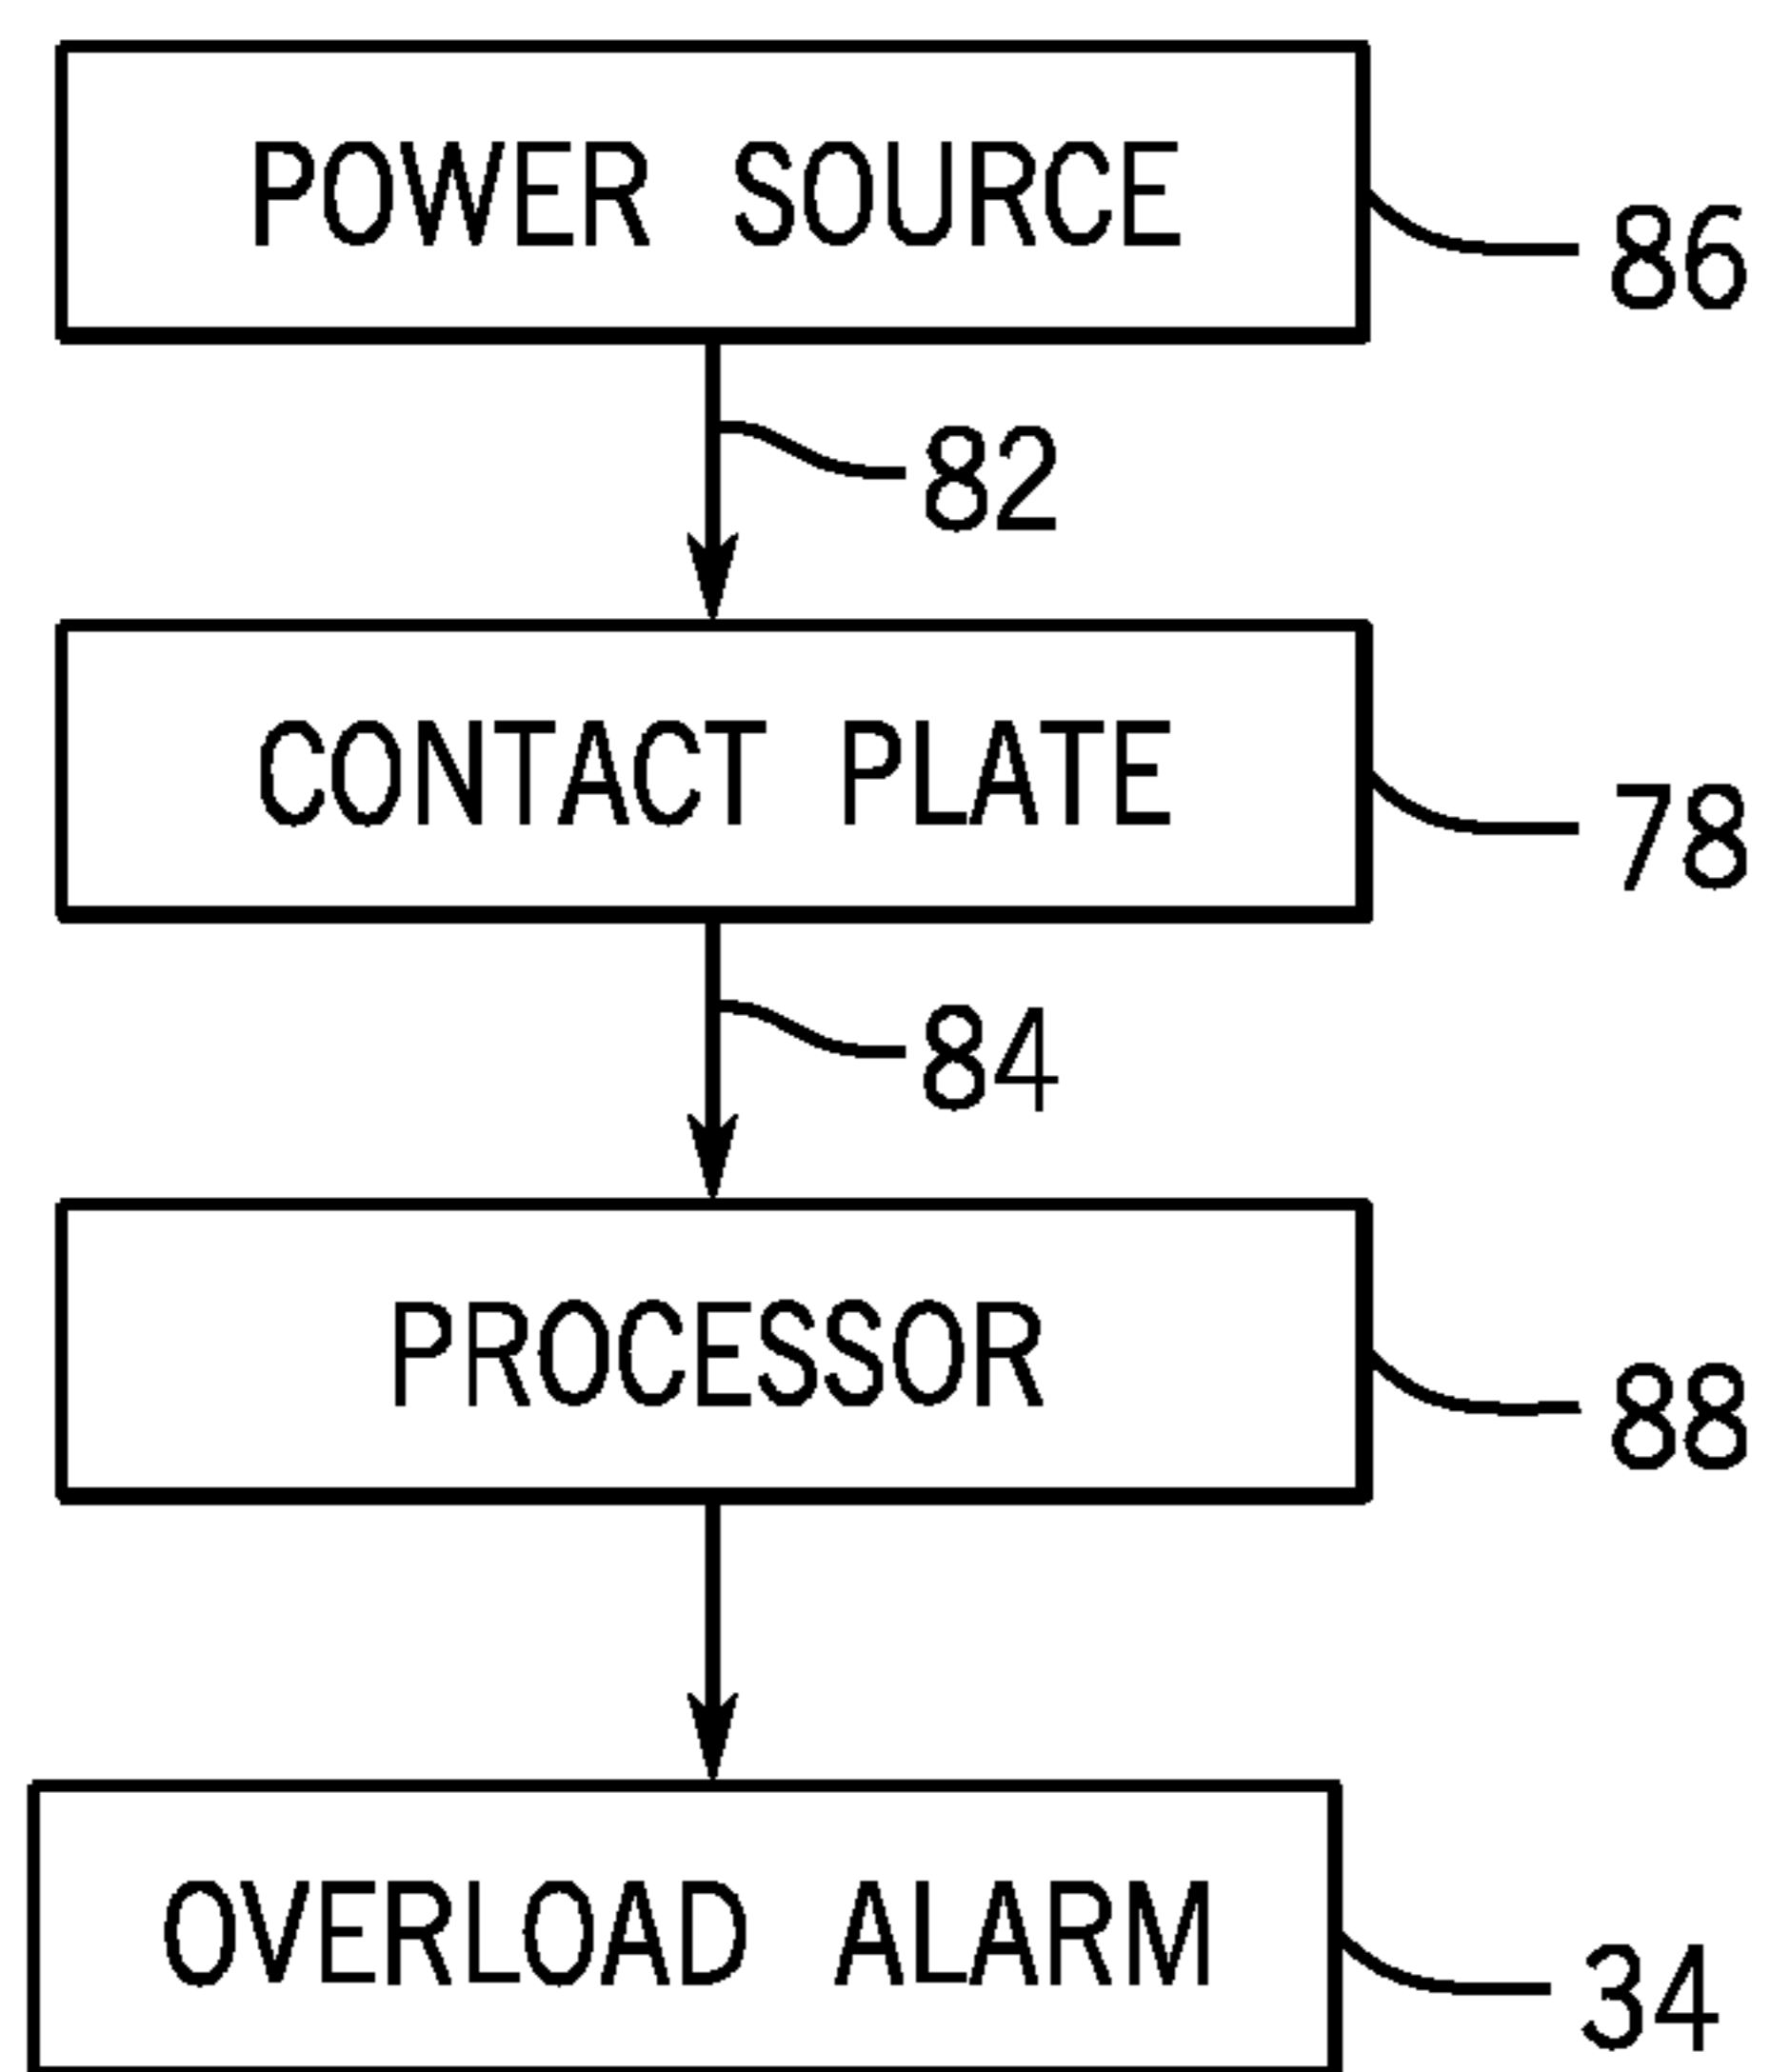 POWER SOURCE
86
82
CONTACT PLATE
78
84
PROCESSOR
88
OVERLOAD ALARM
34